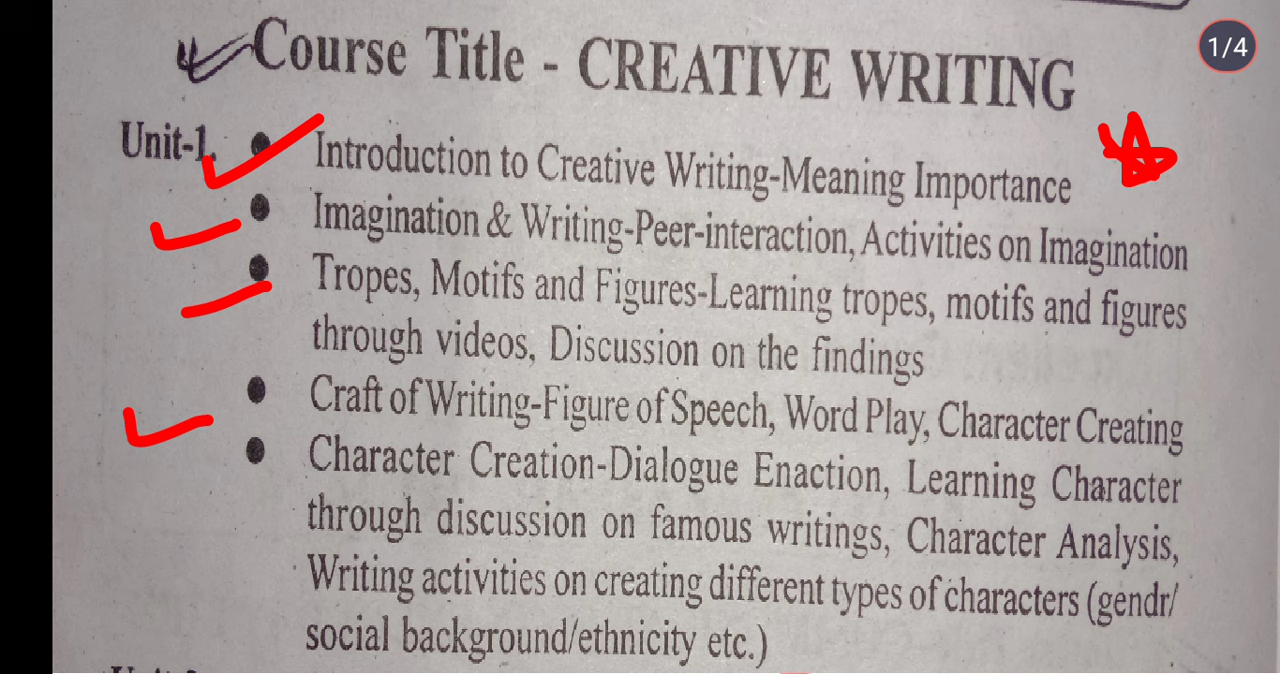 1/4
Course Title - CREATIVE WRITING
Unit-1. • Introduction to Creative Writing-Meaning Importance
• Imagination & Writing-Peer-interaction, Activities on Imagination
• Tropes, Motifs and Figures-Learning tropes, motifs and figures
through videos, Discussion on the findings
• Craft of Writing-Figure of Speech, Word Play, Character Creating
• Character Creation-Dialogue Enaction, Learning Character
through discussion on famous writings, Character Analysis,
Writing activities on creating different types of characters (gendr/
social background/ethnicity etc.)